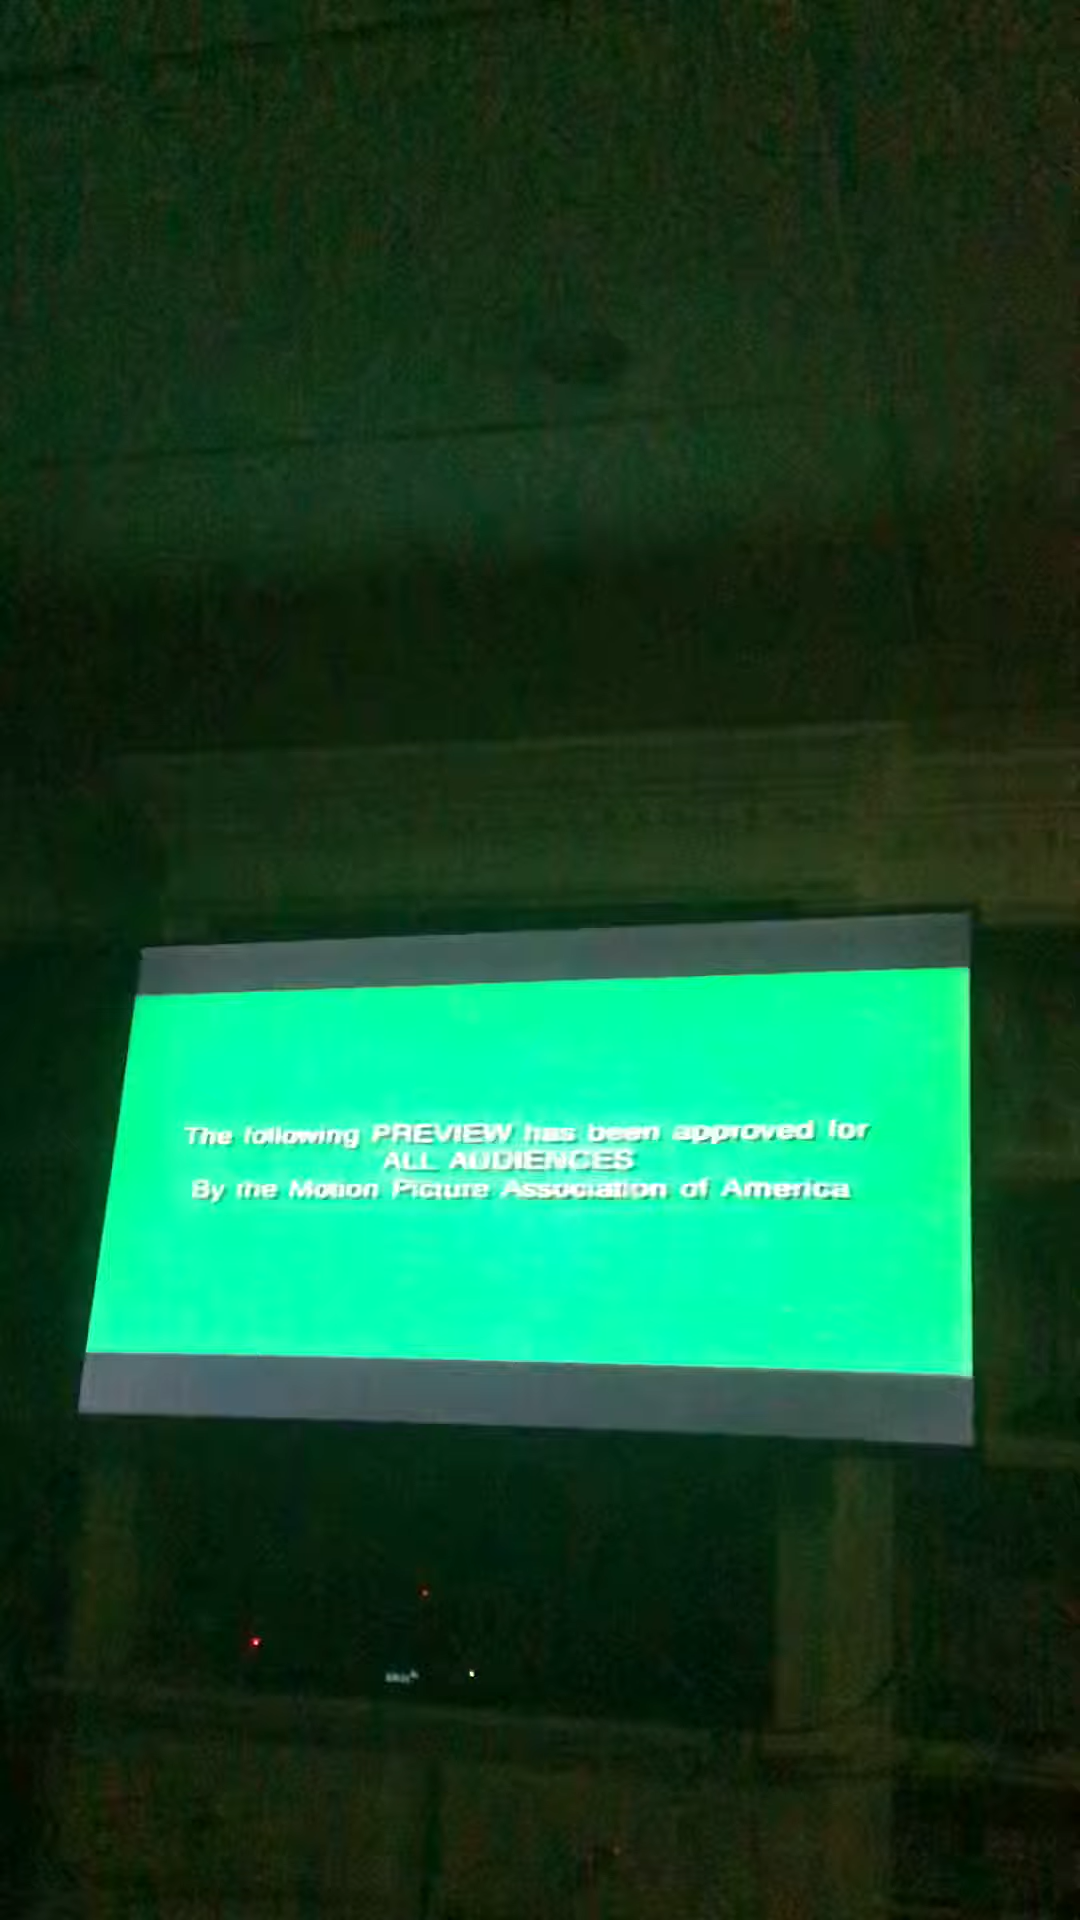 The following PREVIEW has been approved for
ALL AUDIENCES
By the Motion Picture Association of America